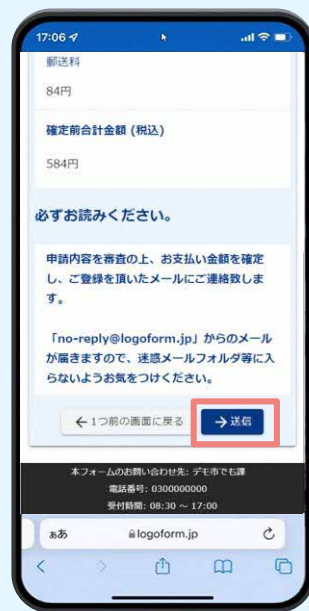 17:06
郵送料
84円
確定前合計金額 (税込)
584円
必ずお読みください。
申請内容を審査の上、お支払い金額を確定
し、ご登録を頂いたメールにご連絡致しま
す。
「no-reply@logoform.jp」からのメール
が届きますので、迷惑メールフォルダ等に入
らないようお気をつけください。
←1つ前の画面に戻る →送信
本フォームのお問い合わせ先: デモ市でも課
電話番号: 0300000000
受付時間: 08:30 ～ 17:00
ぁあ logoform.jp